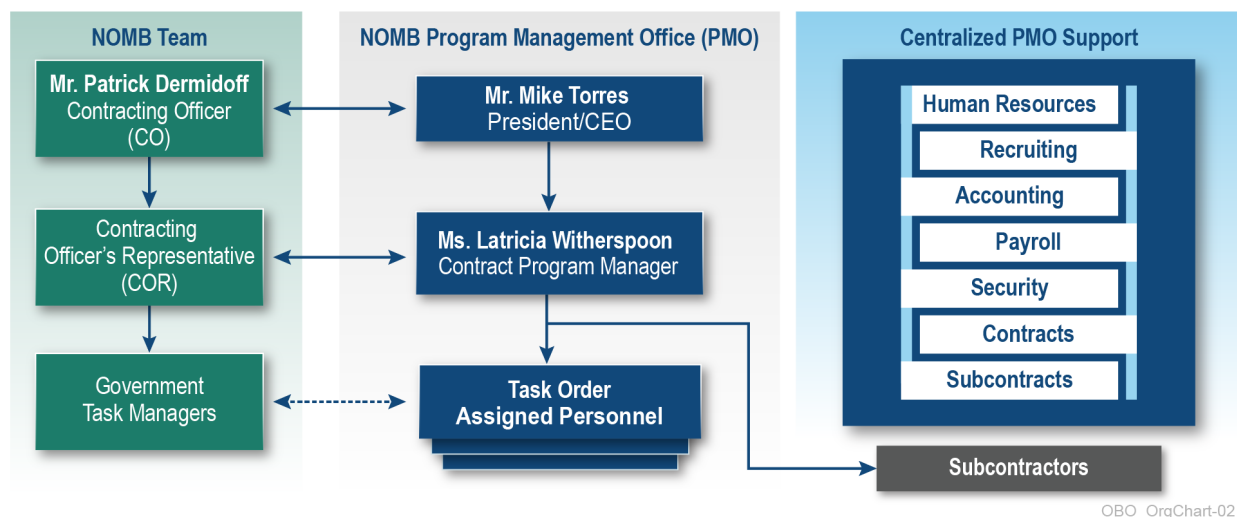 NOMB Team
Mr. Patrick Dermidoff
Contracting Officer
(CO)
Contracting
Officer's Representative
(COR)
Government
Task Managers
NOMB Program Management Office (PMO)
Mr. Mike Torres
President/CEO
Ms. Latricia Witherspoon
Contract Program Manager
Task Order
Assigned Personnel
Centralized PMO Support
Human Resources
Recruiting
Accounting
Payroll
Security
Contracts
Subcontracts
Subcontractors
OBO_OrgChart-02